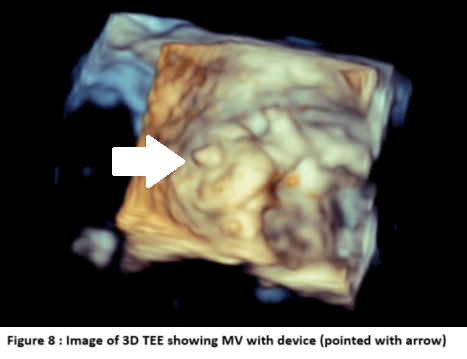 Figure 8 : Image of 3D TEE showing MV with device (pointed with arrow)